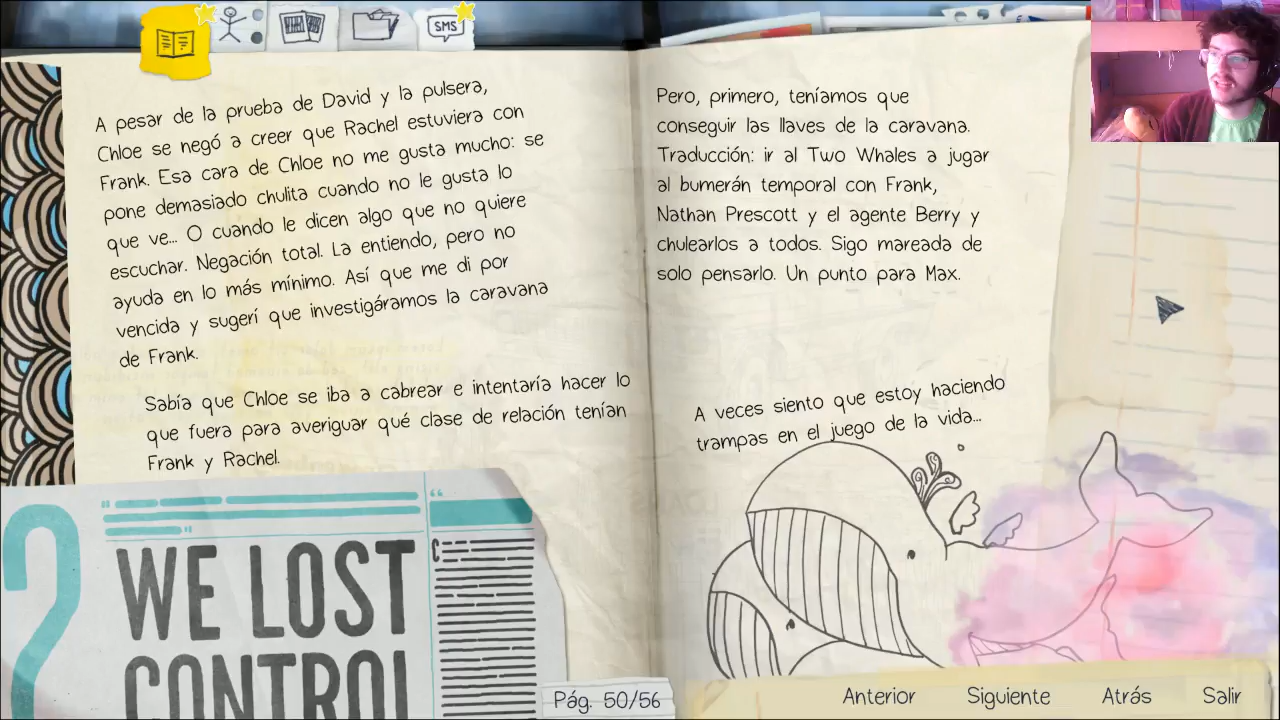 SMS
A pesar de la prueba de David y la pulsera,
Chloe se negó a creer que Rachel estuviera con
Frank. Esa cara de Chloe no me gusta mucho: se
pone demasiado chulita cuando no le gusta lo
que ve... O cuando le dicen algo que no quiere
escuchar. Negación total. La entiendo, pero no
ayuda en lo más mínimo. Así que me di por
vencida y sugerí que investigáramos la caravana
de Frank.
Sabía que Chloe se iba a cabrear e intentaría hacer lo
que fuera para averiguar qué clase de relación tenían
Frank y Rachel.
WE LOST
CONTROL
Pero, primero, teníamos que
conseguir las llaves de la caravana.
Traducción: ir al Two Whales a jugar
al bumerán temporal con Frank,
Nathan Prescott y el agente Berry y
chulearlos a todos. Sigo mareada de
solo pensarlo. Un punto para Max.
A veces siento que estoy haciendo
trampas en el juego de la vida...
Pág. 50/56
Anterior Siguiente Atrás Salir